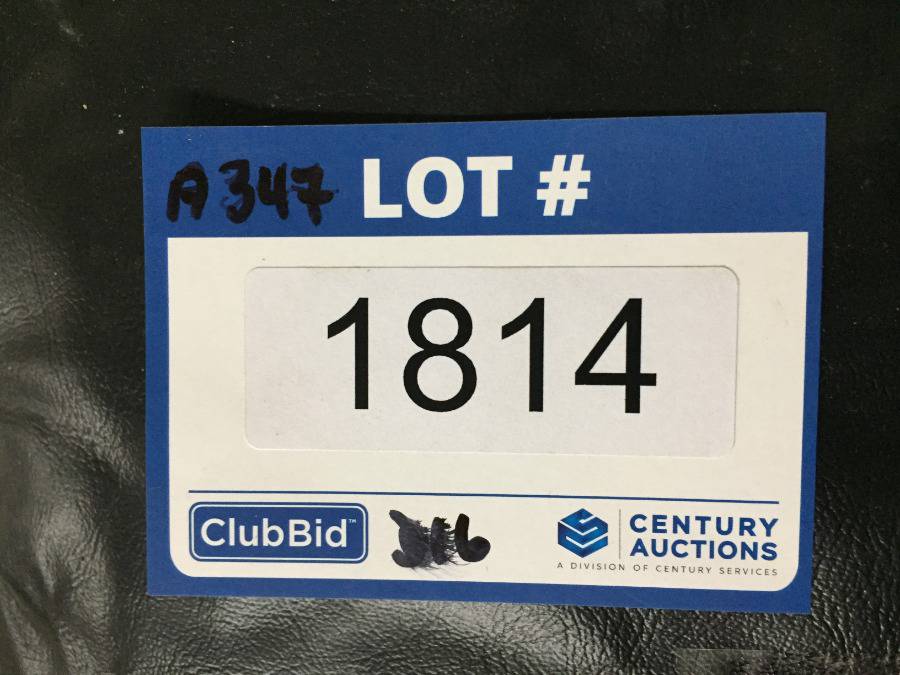 A347 LOT #
1814
ClubBid™
CENTURY
AUCTIONS
A DIVISION OF CENTURY SERVICES